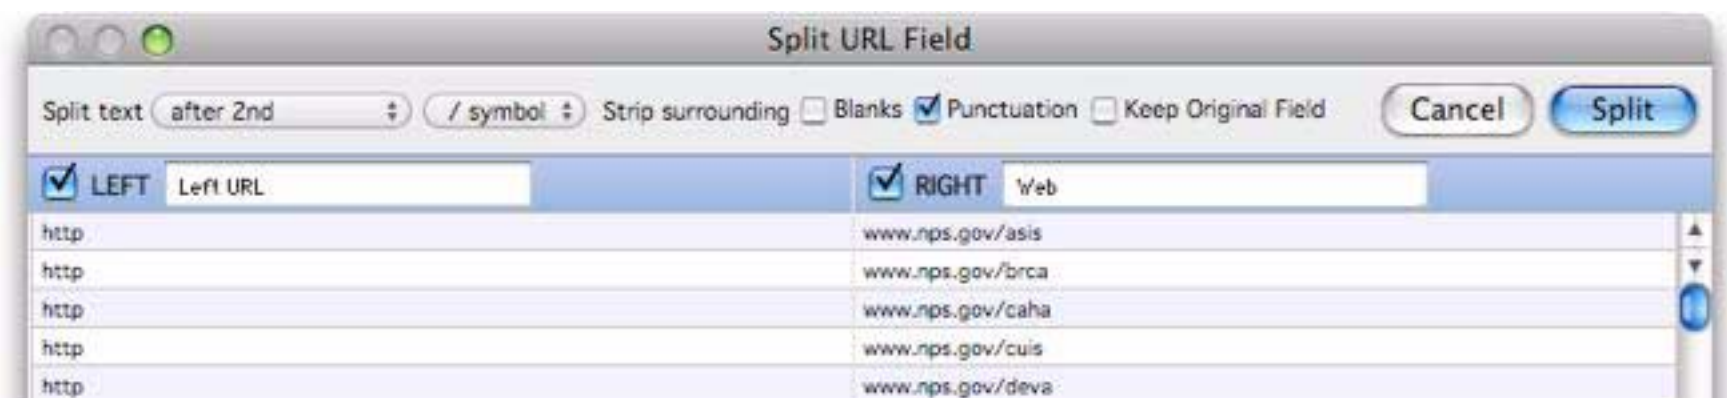 Split URL Field
Split text after 2nd / symbol Strip surrounding Blanks Punctuation Keep Original Field Cancel Split
LEFT Left URL RIGHT Web
http www.nps.gov/asis
http www.nps.gov/brca
http www.nps.gov/caha
http www.nps.gov/cuis
http www.nps.gov/deva